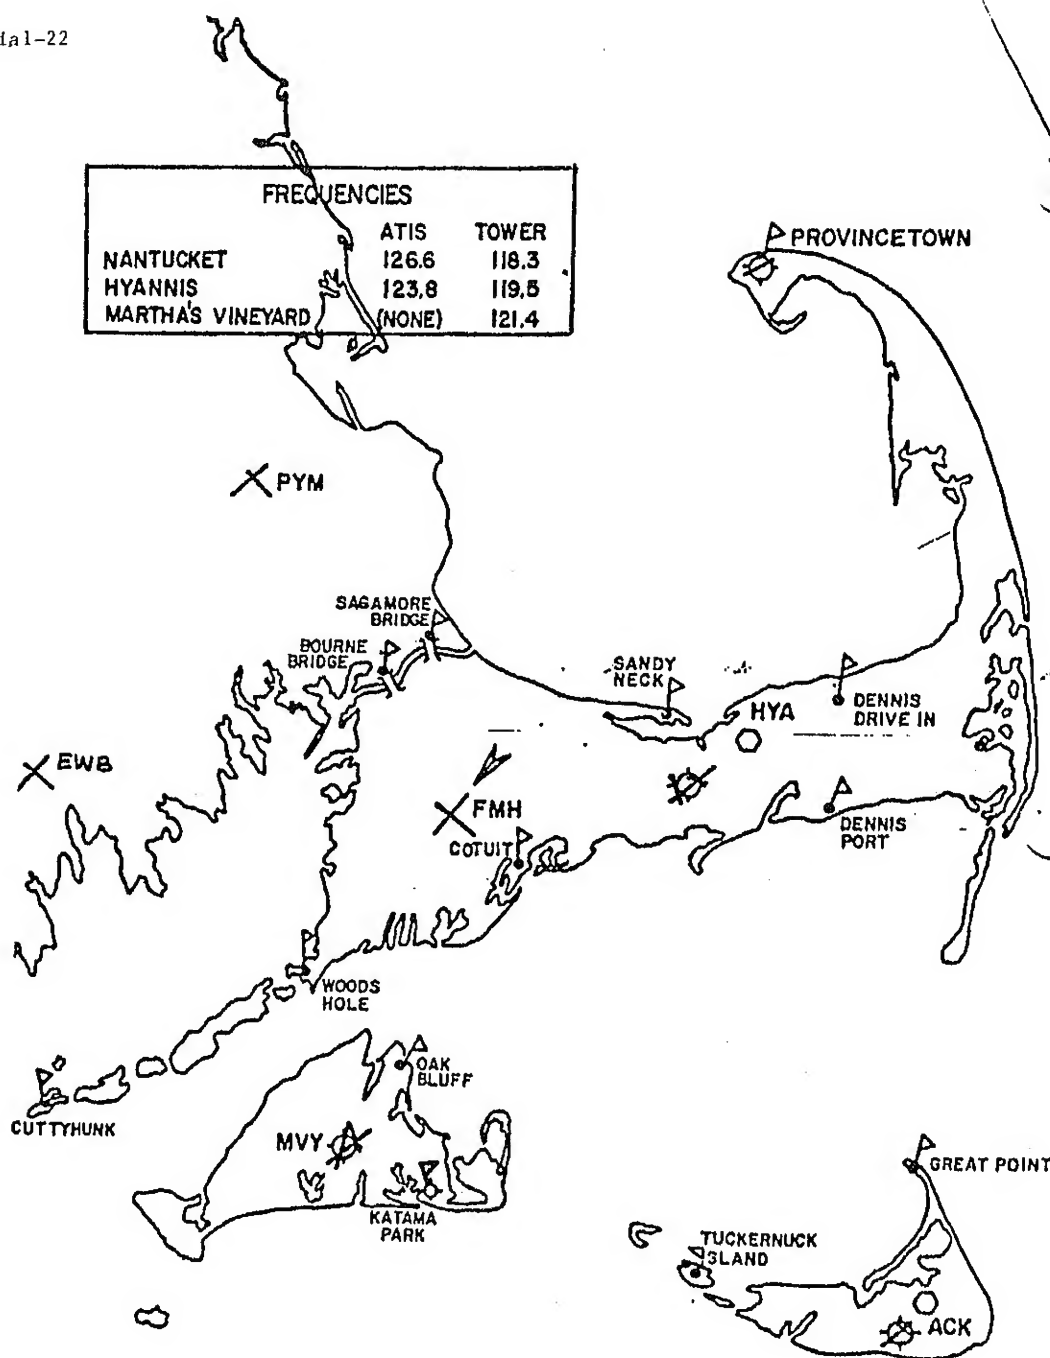 FREQUENCIES
ATIS TOWER
NANTUCKET 126.6 118.3
HYANNIS 123.8 119.5
MARTHA'S VINEYARD (NONE) 121.4
PROVINCETOWN
PYM
SAGAMORE
BRIDGE
BOURNE
BRIDGE
SANDY
NECK
HYA
DENNIS
DRIVE IN
EWB
FMH
COTUIT
DENNIS
PORT
WOODS
HOLE
OAK
BLUFF
CUTTYHUNK
MVY
KATAMA
PARK
GREAT POINT
TUCKERNUCK
ISLAND
ACK